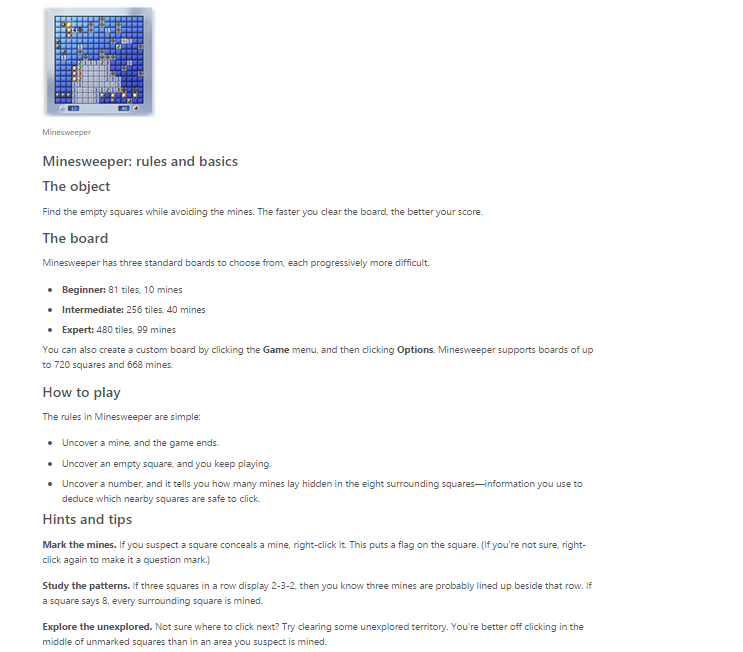 Minesweeper
Minesweeper: rules and basics
The object
Find the empty squares while avoiding the mines. The faster you clear the board, the better your score.
The board
Minesweeper has three standard boards to choose from, each progressively more difficult.
Beginner: 81 tiles, 10 mines
Intermediate: 256 tiles, 40 mines
Expert: 480 tiles, 99 mines
You can also create a custom board by clicking the Game menu, and then clicking Options. Minesweeper supports boards of up
to 720 squares and 668 mines.
How to play
The rules in Minesweeper are simple:
Uncover a mine, and the game ends.
Uncover an empty square, and you keep playing.
Uncover a number, and it tells you how many mines lay hidden in the eight surrounding squares—information you use to
deduce which nearby squares are safe to click.
Hints and tips
Mark the mines. If you suspect a square conceals a mine, right-click it. This puts a flag on the square. (If you're not sure, right-
click again to make it a question mark.)
Study the patterns. If three squares in a row display 2-3-2, then you know three mines are probably lined up beside that row. If
a square says 8, every surrounding square is mined.
Explore the unexplored. Not sure where to click next? Try clearing some unexplored territory. You're better off clicking in the
middle of unmarked squares than in an area you suspect is mined.